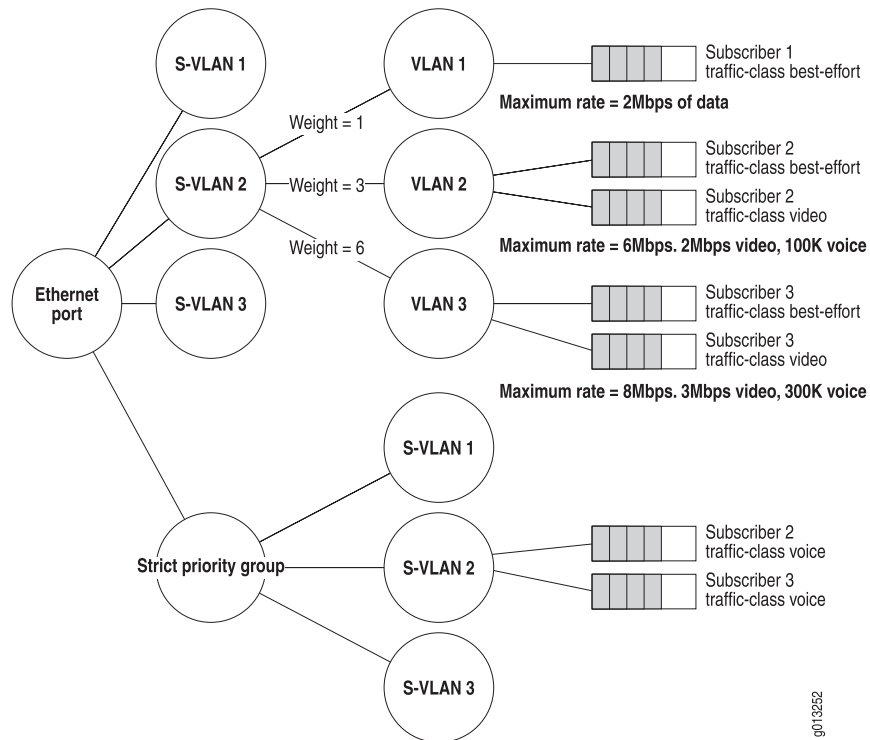 S-VLAN 1
VLAN 1
Subscriber 1
traffic-class best-effort
Maximum rate = 2Mbps of data
Weight = 1
S-VLAN 2
Weight = 3
VLAN 2
Subscriber 2
traffic-class best-effort
Subscriber 2
traffic-class video
Maximum rate = 6Mbps. 2Mbps video, 100K voice
Weight = 6
Ethernet
port
S-VLAN 3
VLAN 3
Subscriber 3
traffic-class best-effort
Subscriber 3
traffic-class video
Maximum rate = 8Mbps. 3Mbps video, 300K voice
S-VLAN 1
Strict priority group
S-VLAN 2
Subscriber 2
traffic-class voice
Subscriber 3
traffic-class voice
S-VLAN 3
g013252